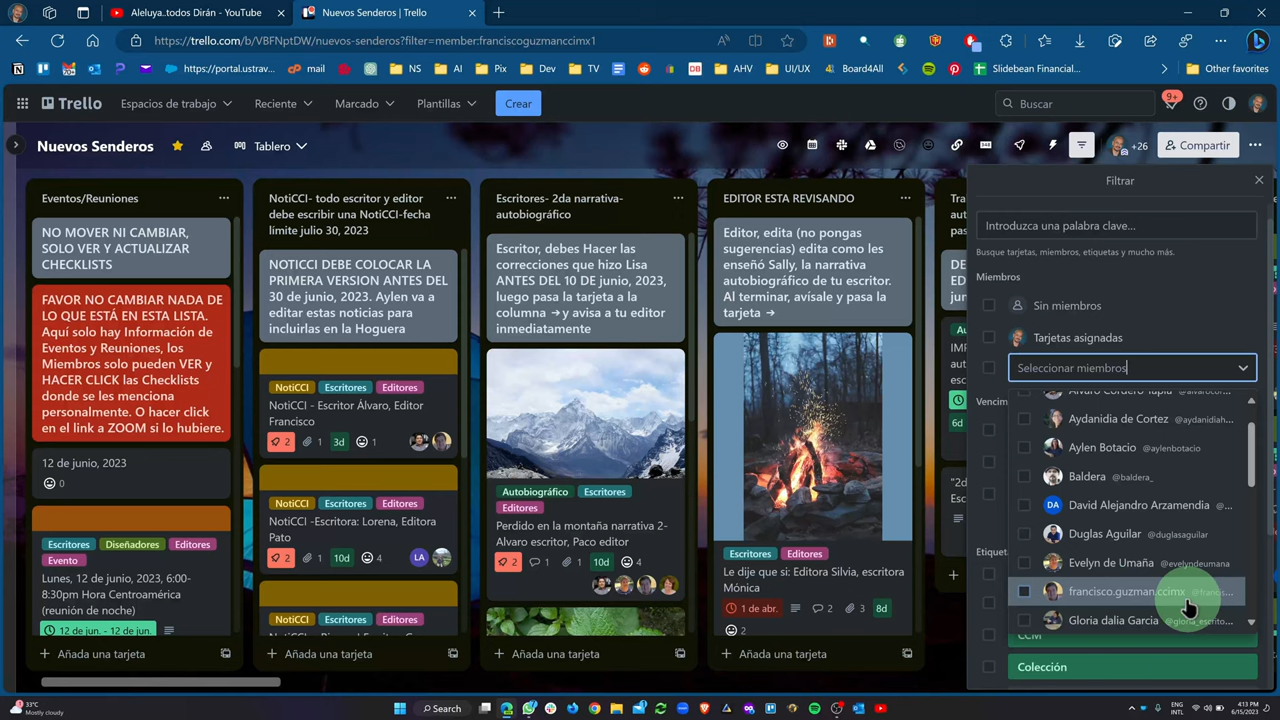 Aleluya..todos Dirán - YouTube
Nuevos Senderos | Trello
https://trello.com/b/VBFNptDW/nuevos-senderos?filter=member:franciscoguzmanccimx1
70+
https://portal.ustrav...
mp
NS
AI
Pix
Dev
TV
DB
AHV
UI/UX
Board4All
Slidebean Financial...
Other favorites
Trello
Espacios de trabajo
Reciente
Marcado
Plantillas
Crear
Buscar
9+
Nuevos Senderos
Tablero
+26
Compartir
Eventos/Reuniones
NO MOVER NI CAMBIAR,
SOLO VER Y ACTUALIZAR
CHECKLISTS
FAVOR NO CAMBIAR NADA DE
LO QUE ESTÁ EN ESTA LISTA.
Aquí solo hay Información de
Eventos y Reuniones, los
Miembros solo pueden VER y
HACER CLICK las Checklists
donde se les menciona
personalmente. O hacer click
en el link a ZOOM si lo hubiere.
12 de junio, 2023
0
Escritores
Diseñadores
Editores
Evento
Lunes, 12 de junio, 2023, 6:00-
8:30pm Hora Centroamérica
(reunión de noche)
12 de jun. - 12 de jun.
Añada una tarjeta
NotiCCI- todo escritor y editor
debe escribir una NotiCCI-fecha
límite julio 30, 2023
NOTICCI DEBE COLOCAR LA
PRIMERA VERSION ANTES DEL
30 de junio, 2023. Aylen va a
editar estas noticias para
incluirlas en la Hoguera
NotiCCI
Escritores
Editores
NotiCCI - Escritor Álvaro, Editor
Francisco
2
1
3d
1
NotiCCI
Escritores
Editores
NotiCCI -Escritora: Lorena, Editora
Pato
2
1
10d
4
LA
NotiCCI
Escritores
Editores
Añada una tarjeta
Escritores- 2da narrativa-
autobiográfico
Escritor, debes Hacer las
correcciones que hizo Lisa
ANTES DEL 10 DE junio, 2023,
luego pasa la tarjeta a la
columna → y avisa a tu editor
inmediatamente
Autobiográfico
Escritores
Editores
Perdido en la montaña narrativa 2-
Alvaro escritor, Paco editor
2
1
1
10d
4
Añada una tarjeta
EDITOR ESTA REVISANDO
Editor, edita (no pongas
sugerencias) edita como les
enseñó Sally, la narrativa
autobiográfico de tu escritor.
Al terminar, avísale y pasa la
tarjeta →
Escritores
Editores
Le dije que si: Editora Silvia, escritora
Mónica
1 de abr.
2
3
8d
2
Añada una tarjeta
Filtrar
Introduzca una palabra clave...
Busque tarjetas, miembros, etiquetas y mucho más.
Miembros
Sin miembros
Tarjetas asignadas
Seleccionar miembros
Aydanidia de Cortez @aydanidiah...
Aylen Botacio @aylenbotacio
Baldera @baldera_
DA David Alejandro Arzamendia @...
Duglas Aguilar @duglasaguilar
Evelyn de Umaña @evelyndeumana
francisco.guzman.ccimx @francis...
Gloria dalia Garcia @gloria_escrito...
Colección
33°C
Mostly cloudy
Search
ENG
INTL
4:13 PM
6/15/2023